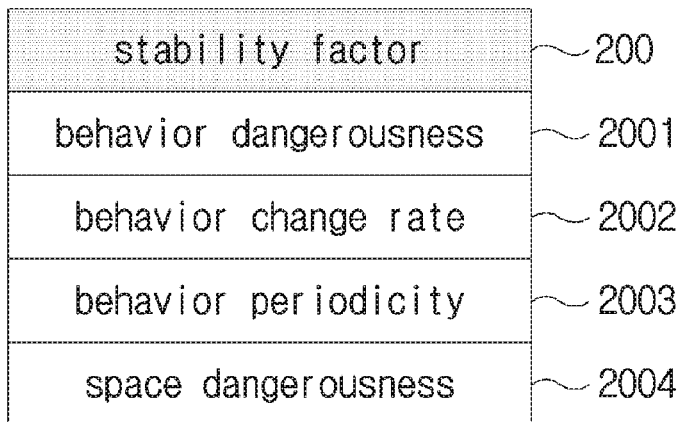 stability factor 200
behavior dangerousness 2001
behavior change rate 2002
behavior periodicity 2003
space dangerousness 2004